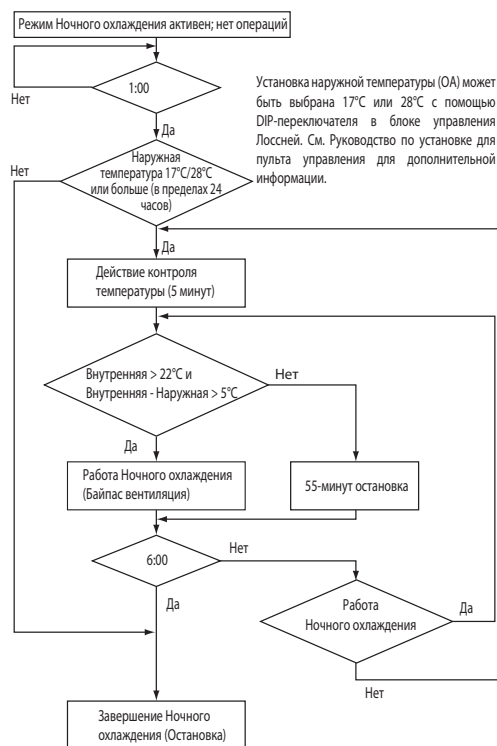 Режим Ночного охлаждения активен; нет операций
1:00
Нет
Да
Установка наружной температуры (OA) может
быть выбрана 17°C или 28°C с помощью
DIP-переключателя в блоке управления
Лоссней. См. Руководство по установке для
пульта управления для дополнительной
информации.
Нет
Наружная
температура 17°C/28°C
или больше (в пределах 24
часов)
Да
Действие контроля
температуры (5 минут)
Внутренняя > 22°C и
Внутренняя - Наружная > 5°C
Нет
Да
Работа Ночного охлаждения
(Байпас вентиляция)
55-минут остановка
6:00
Нет
Да
Работа
Ночного охлаждения
Да
Нет
Завершение Ночного
охлаждения (Остановка)